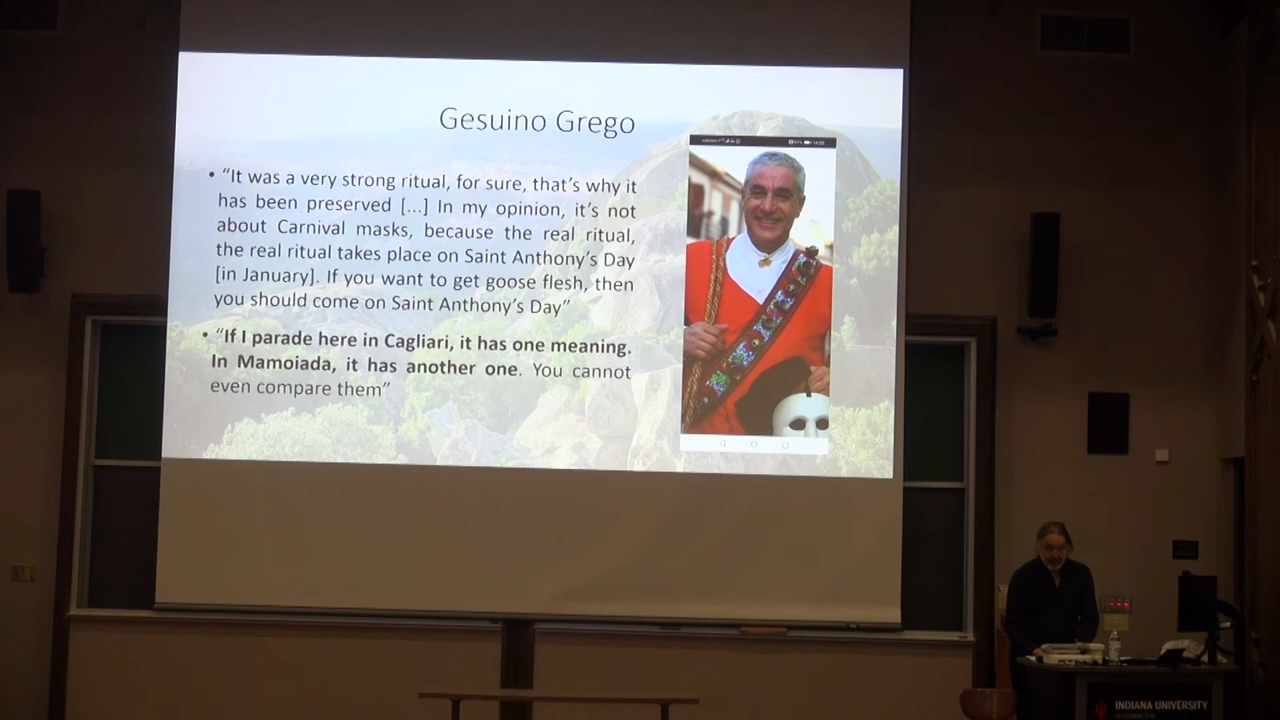 Gesuino Grego
• “It was a very strong ritual, for sure, that’s why it
has been preserved [...] In my opinion, it’s not
about Carnival masks, because the real ritual,
the real ritual takes place on Saint Anthony’s Day
[in January]. If you want to get goose flesh, then
you should come on Saint Anthony’s Day”
• “If I parade here in Cagliari, it has one meaning.
In Mamoiada, it has another one. You cannot
even compare them”
INDIANA UNIVERSITY